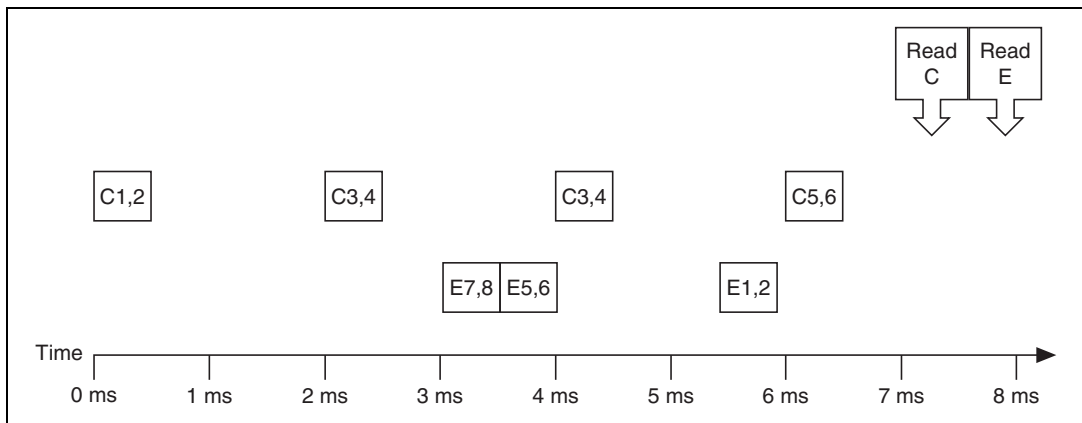 Read Read
C E
C1,2 C3,4 C3,4 C5,6
E7,8 E5,6 E1,2
Time
0 ms 1 ms 2 ms 3 ms 4 ms 5 ms 6 ms 7 ms 8 ms